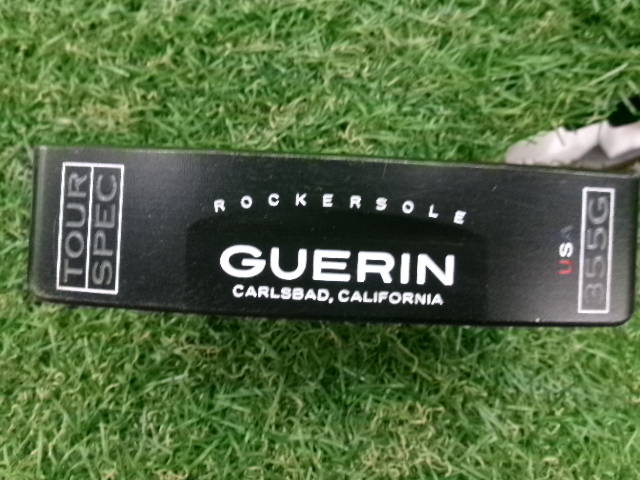 TOUR
SPEC
ROCKERSOLE
GUERIN
CARLSBAD, CALIFORNIA
USA
355G